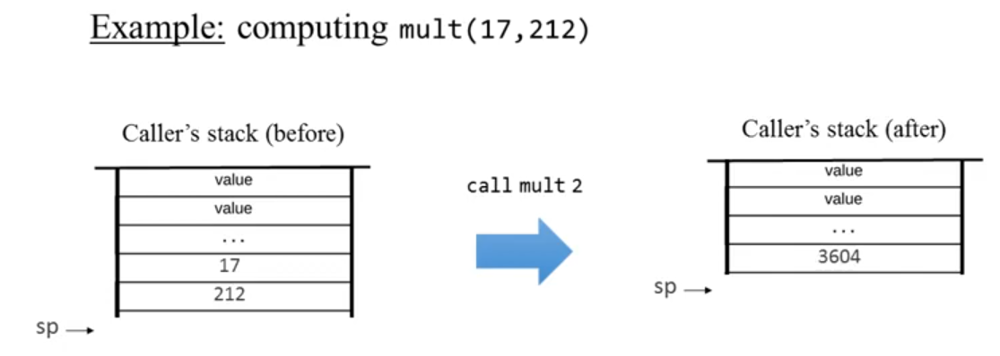 Example: computing mult(17,212)
Caller's stack (before)
value
value
...
17
212
sp
call mult 2
Caller's stack (after)
value
value
...
3604
sp